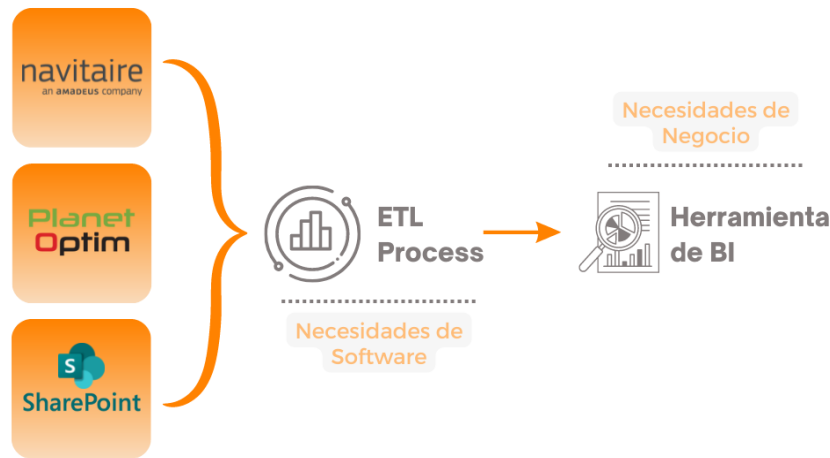 navitaire
an amadeus company
Planet
Optim
S
SharePoint
ETL
Process
Necesidades de
Software
Necesidades de
Negocio
Herramienta
de BI